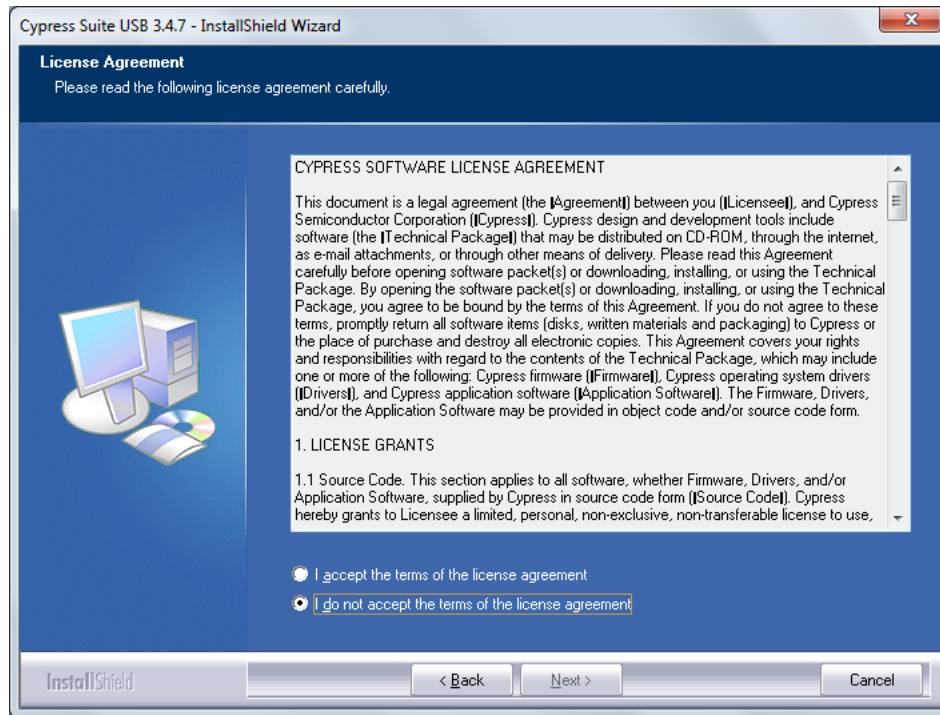 Cypress Suite USB 3.4.7 - InstallShield Wizard
License Agreement
Please read the following license agreement carefully.
CYPRESS SOFTWARE LICENSE AGREEMENT
This document is a legal agreement (the ‖Agreement‖) between you (‖Licensee‖), and Cypress
Semiconductor Corporation (‖Cypress‖). Cypress design and development tools include
software (the ‖Technical Package‖) that may be distributed on CD-ROM, through the internet,
as e-mail attachments, or through other means of delivery. Please read this Agreement
carefully before opening software packet(s) or downloading, installing, or using the Technical
Package. By opening the software packet(s) or downloading, installing, or using the Technical
Package, you agree to be bound by the terms of this Agreement. If you do not agree to these
terms, promptly return all software items (disks, written materials and packaging) to Cypress or
the place of purchase and destroy all electronic copies. This Agreement covers your rights
and responsibilities with regard to the contents of the Technical Package, which may include
one or more of the following: Cypress firmware (‖Firmware‖), Cypress operating system drivers
(‖Drivers‖), and Cypress application software (‖Application Software‖). The Firmware, Drivers,
and/or the Application Software may be provided in object code and/or source code form.
1. LICENSE GRANTS
1.1 Source Code. This section applies to all software, whether Firmware, Drivers, and/or
Application Software, supplied by Cypress in source code form (‖Source Code‖). Cypress
hereby grants to Licensee a limited, personal, non-exclusive, non-transferable license to use,
I accept the terms of the license agreement
I do not accept the terms of the license agreement
InstallShield
< Back
Next >
Cancel